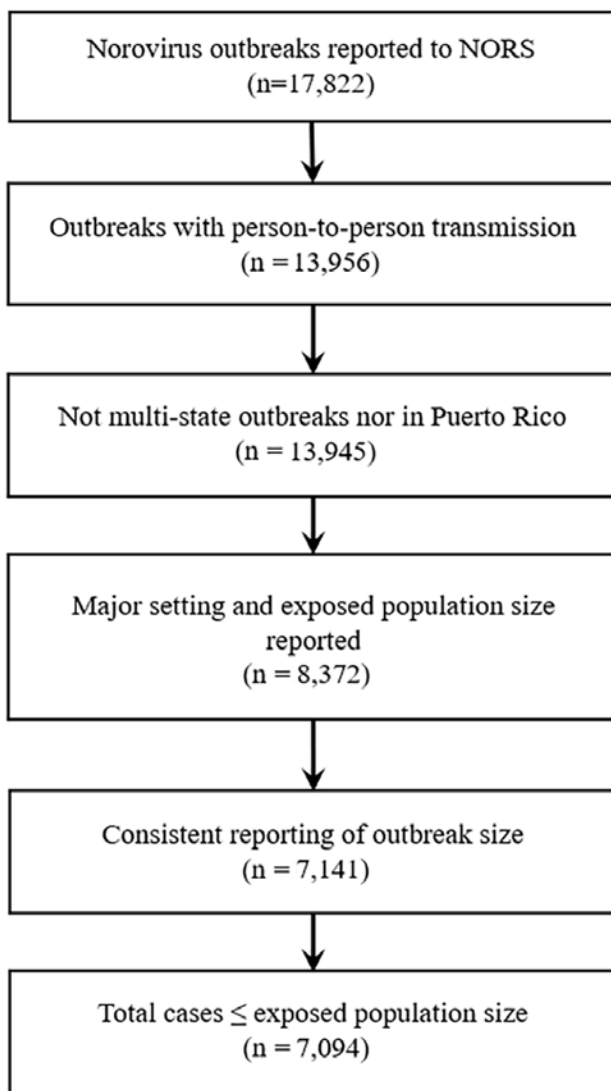 Norovirus outbreaks reported to NORS
(n=17,822)
Outbreaks with person-to-person transmission
(n = 13,956)
Not multi-state outbreaks nor in Puerto Rico
(n = 13,945)
Major setting and exposed population size
reported
(n = 8,372)
Consistent reporting of outbreak size
(n = 7,141)
Total cases ≤ exposed population size
(n = 7,094)